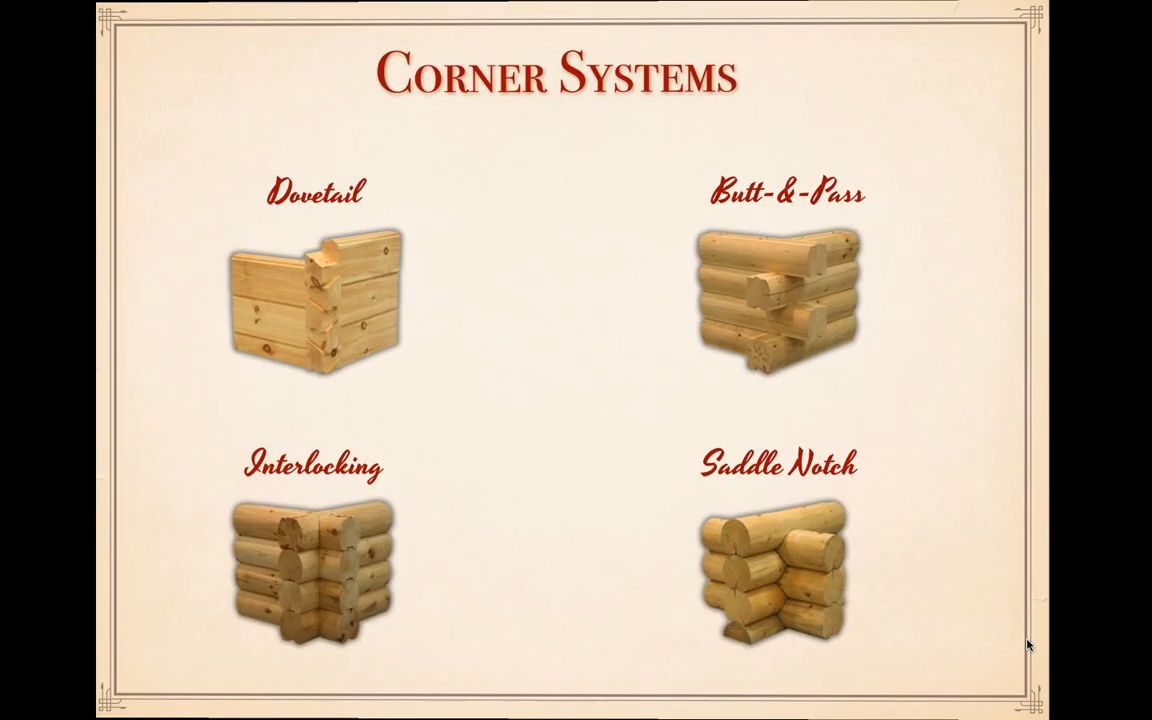 Corner Systems
Dovetail
Butt-&-Pass
Interlocking
Saddle Notch